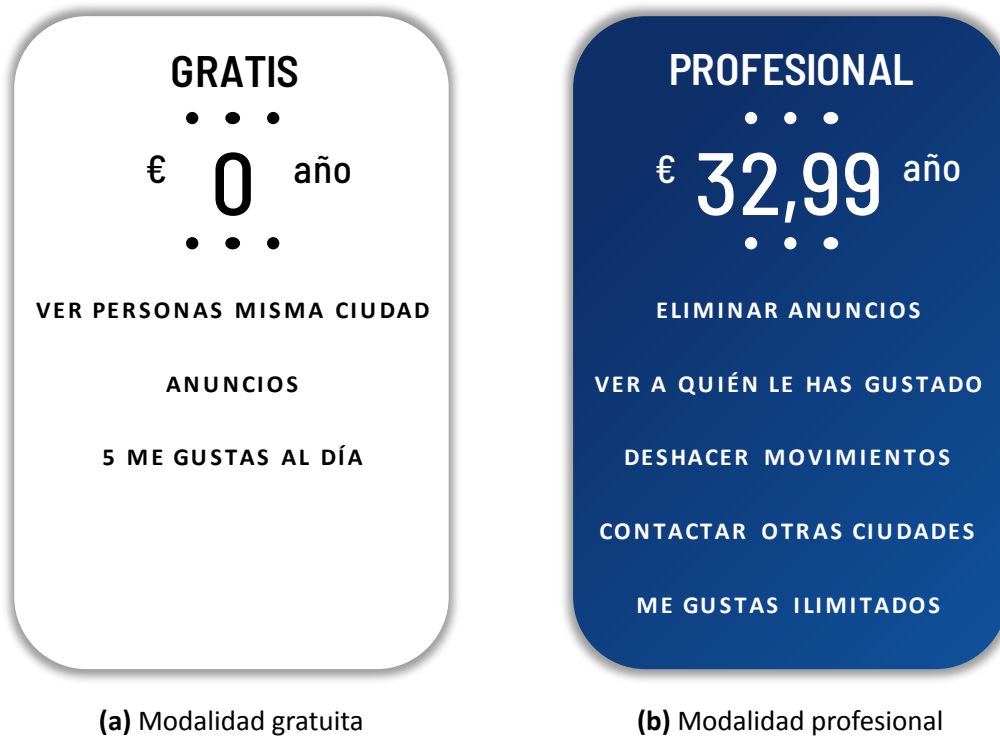 GRATIS
€ 0 año
VER PERSONAS MISMA CIUDAD
ANUNCIOS
5 ME GUSTAS AL DÍA
(a) Modalidad gratuita
PROFESIONAL
€ 32,99 año
ELIMINAR ANUNCIOS
VER A QUIÉN LE HAS GUSTADO
DESHACER MOVIMIENTOS
CONTACTAR OTRAS CIUDADES
ME GUSTAS ILIMITADOS
(b) Modalidad profesional